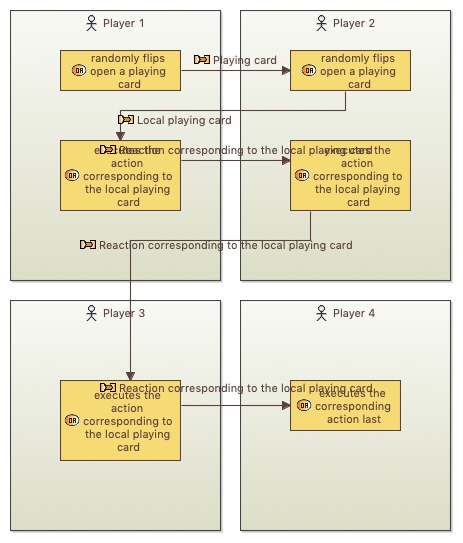 Player 1
Player 2
randomly flips
open a playing
card
Playing card
randomly flips
open a playing
card
Local playing card
Reaction corresponding to the local playing card
executes the
action
corresponding to
the local playing
card
executes the
action
corresponding to
the local playing
card
Reaction corresponding to the local playing card
Player 3
Player 4
Reaction corresponding to the local playing card
executes the
action
corresponding to
the local playing
card
executes the
corresponding
action last